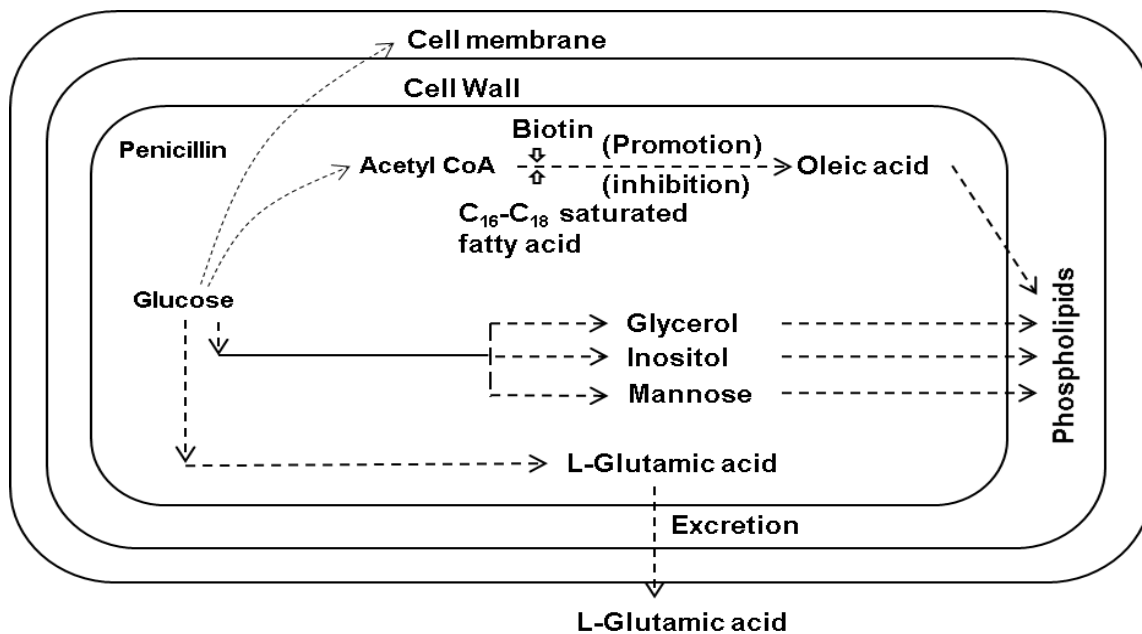 Cell membrane
Cell Wall
Penicillin
Biotin
(Promotion)
Acetyl CoA
Oleic acid
(inhibition)
C₁₆-C₁₈ saturated
fatty acid
Glucose
Glycerol
Inositol
Mannose
Phospholipids
L-Glutamic acid
Excretion
L-Glutamic acid